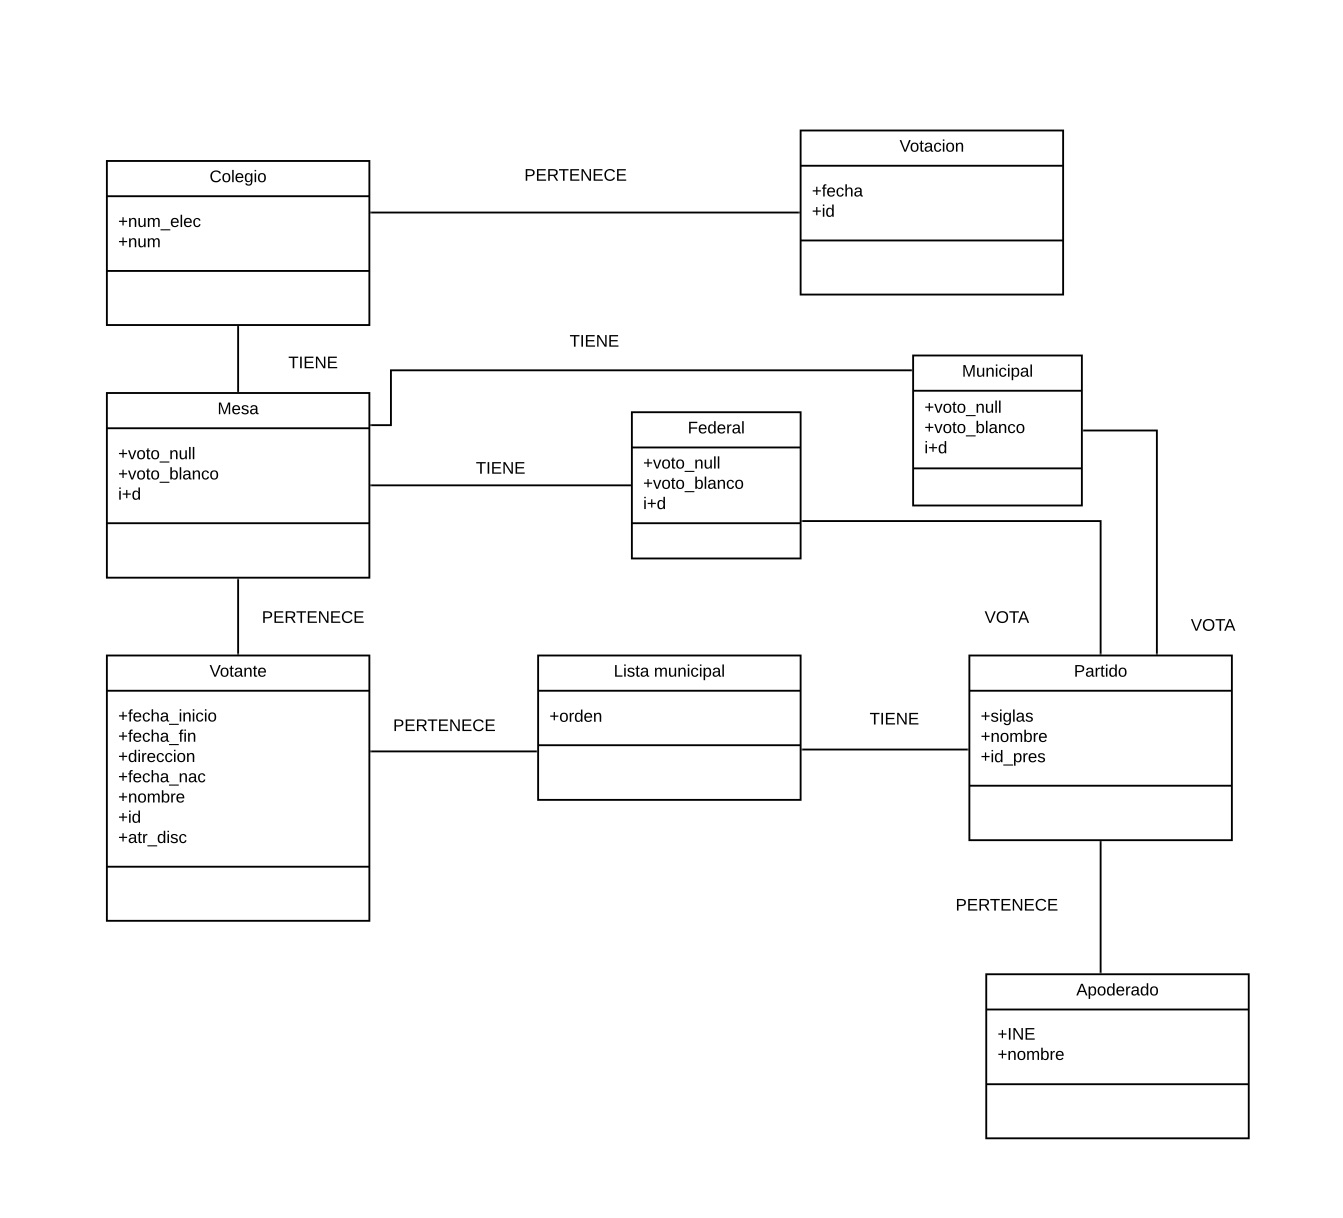 Votacion
+fecha
+id
PERTENECE
Colegio
+num_elec
+num
TIENE
TIENE
Mesa
+voto_null
+voto_blanco
i+d
TIENE
Federal
+voto_null
+voto_blanco
i+d
Municipal
+voto_null
+voto_blanco
i+d
PERTENECE
VOTA
VOTA
Votante
+fecha_inicio
+fecha_fin
+direccion
+fecha_nac
+nombre
+id
+atr_disc
PERTENECE
Lista municipal
+orden
TIENE
Partido
+siglas
+nombre
+id_pres
PERTENECE
Apoderado
+INE
+nombre